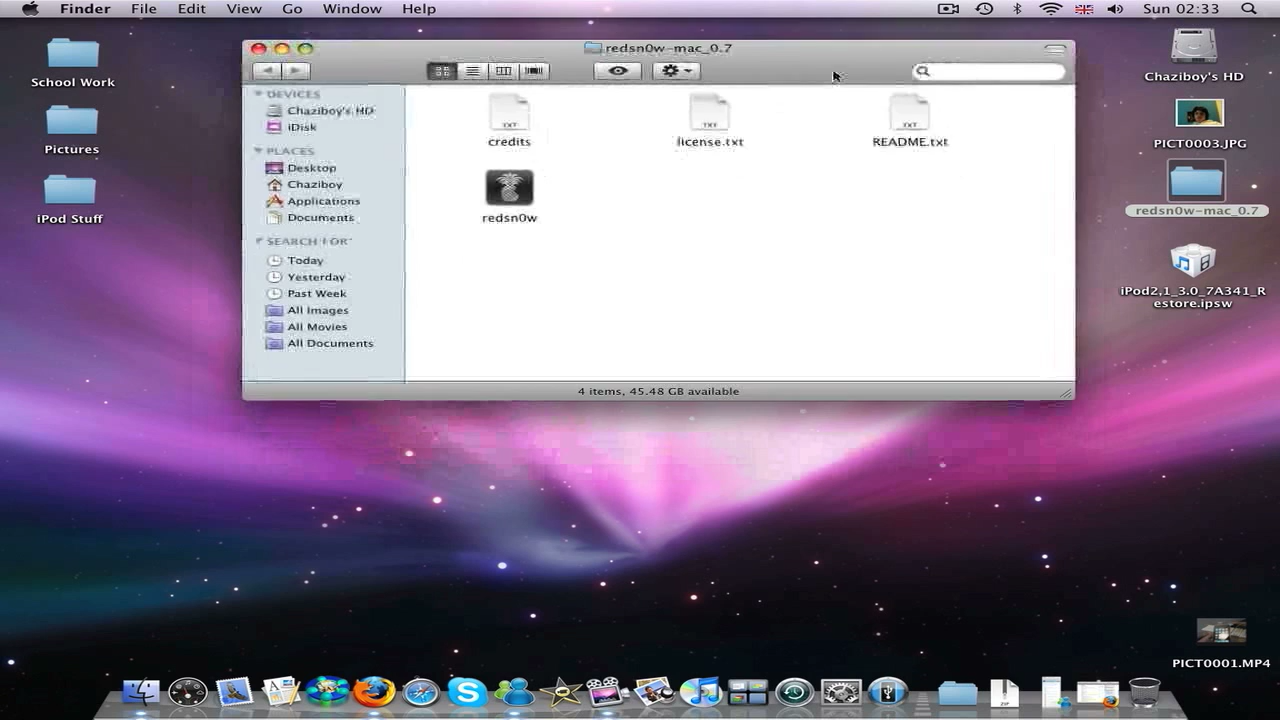 Finder File Edit View Go Window Help Sun 02:33
School Work
Pictures
iPod Stuff
redsn0w-mac_0.7
DEVICES
Chaziboy's HD
iDisk
PLACES
Desktop
Chaziboy
Applications
Documents
SEARCH FOR
Today
Yesterday
Past Week
All Images
All Movies
All Documents
TXT TXT TXT
credits license.txt README.txt
redsn0w
4 items, 45.48 GB available
Chaziboy's HD
PICT0003.JPG
redsn0w-mac_0.7
iPod2,1_3.0_7A341_R
estore.ipsw
PICT0001.MP4
ZIP